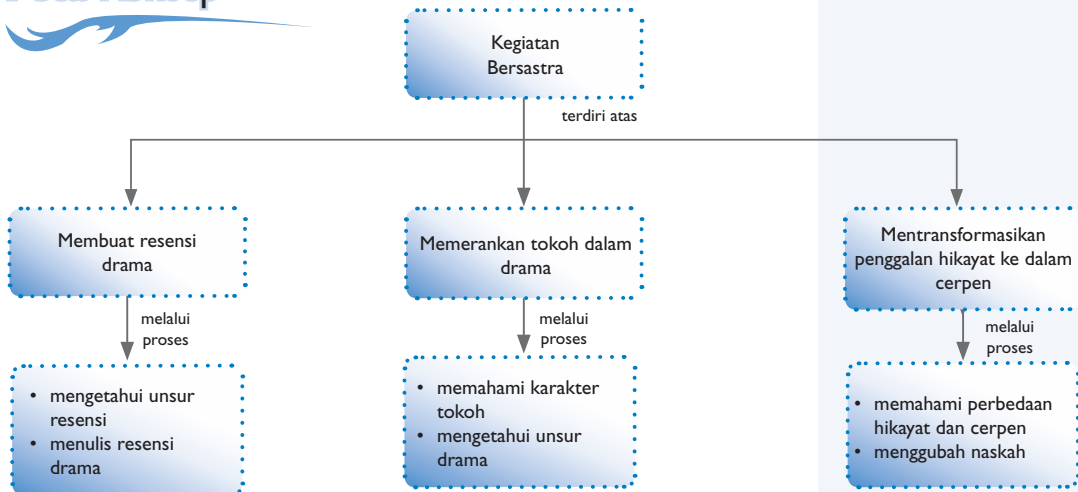 Kegiatan
Bersastra
terdiri atas
Membuat resensi
drama
Memerankan tokoh dalam
drama
Mentransformasikan
penggalan hikayat ke dalam
cerpen
melalui
proses
melalui
proses
melalui
proses
• mengetahui unsur
resensi
• menulis resensi
drama
• memahami karakter
tokoh
• mengetahui unsur
drama
• memahami perbedaan
hikayat dan cerpen
• menggubah naskah